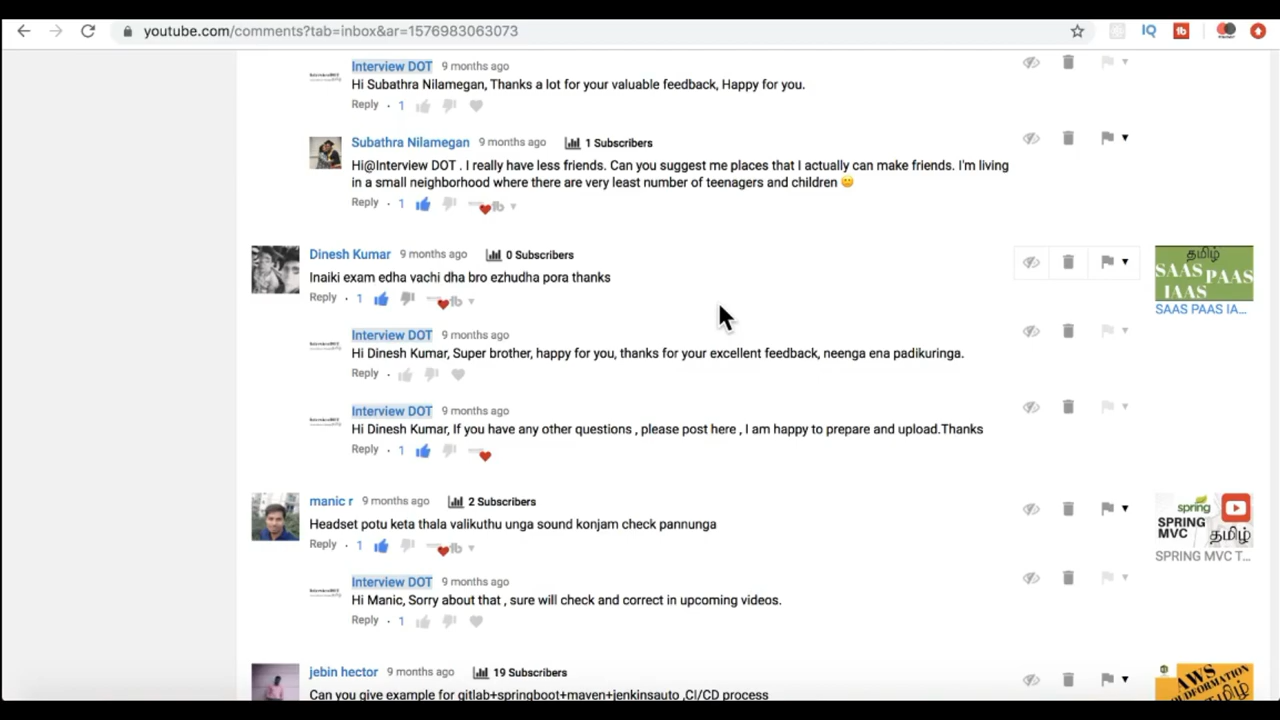 youtube.com/comments?tab=inbox&ar=1576983063073
IQ
Interview DOT 9 months ago
Hi Subathra Nilamegan, Thanks a lot for your valuable feedback, Happy for you.
Reply · 1
Subathra Nilamegan 9 months ago 1 Subscribers
Hi@Interview DOT . I really have less friends. Can you suggest me places that I actually can make friends. I'm living
in a small neighborhood where there are very least number of teenagers and children
Reply · 1
Dinesh Kumar 9 months ago 0 Subscribers
Inaiki exam edha vachi dha bro ezhudha pora thanks
Reply · 1
தமிழ்
SAAS PAAS
IAAS
SAAS PAAS IA...
Interview DOT 9 months ago
Hi Dinesh Kumar, Super brother, happy for you, thanks for your excellent feedback, neenga ena padikuringa.
Reply
Interview DOT 9 months ago
Hi Dinesh Kumar, If you have any other questions , please post here , I am happy to prepare and upload.Thanks
Reply · 1
manic r 9 months ago 2 Subscribers
Headset potu keta thala valikuthu unga sound konjam check pannunga
Reply · 1
spring
SPRING
MVC தமிழ்
SPRING MVC T...
Interview DOT 9 months ago
Hi Manic, Sorry about that , sure will check and correct in upcoming videos.
Reply · 1
jebin hector 9 months ago 19 Subscribers
Can you give example for gitlab+springboot+maven+jenkinsauto ,CI/CD process
AWS